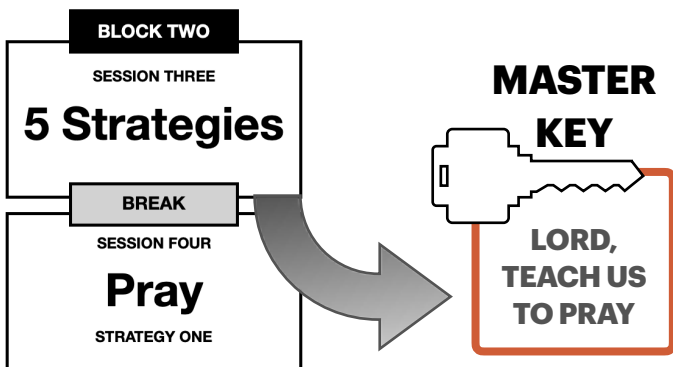 BLOCK TWO
SESSION THREE
5 Strategies
BREAK
SESSION FOUR
Pray
STRATEGY ONE
MASTER
KEY
LORD,
TEACH US
TO PRAY